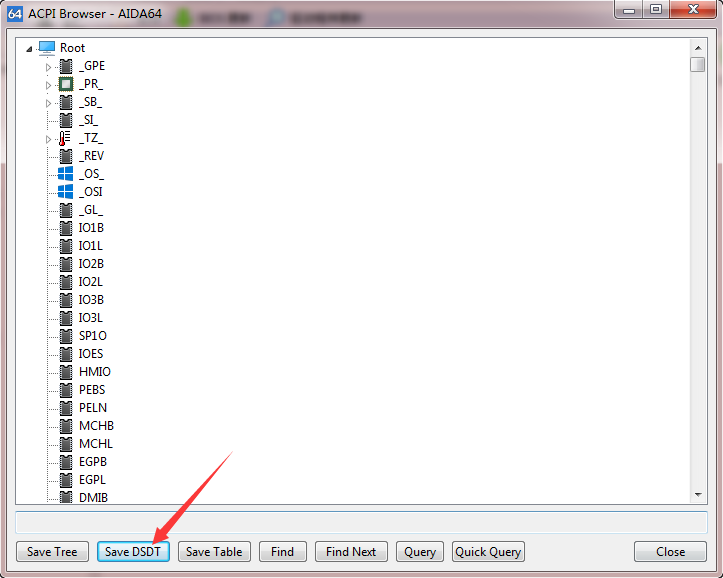 64 ACPI Browser - AIDA64
Root
_GPE
_PR_
_SB_
_SI_
_TZ_
_REV
_OS_
_OSI
_GL_
IO1B
IO1L
IO2B
IO2L
IO3B
IO3L
SP1O
IOES
HMIO
PEBS
PELN
MCHB
MCHL
EGPB
EGPL
DMIB
Save Tree Save DSDT Save Table Find Find Next Query Quick Query Close